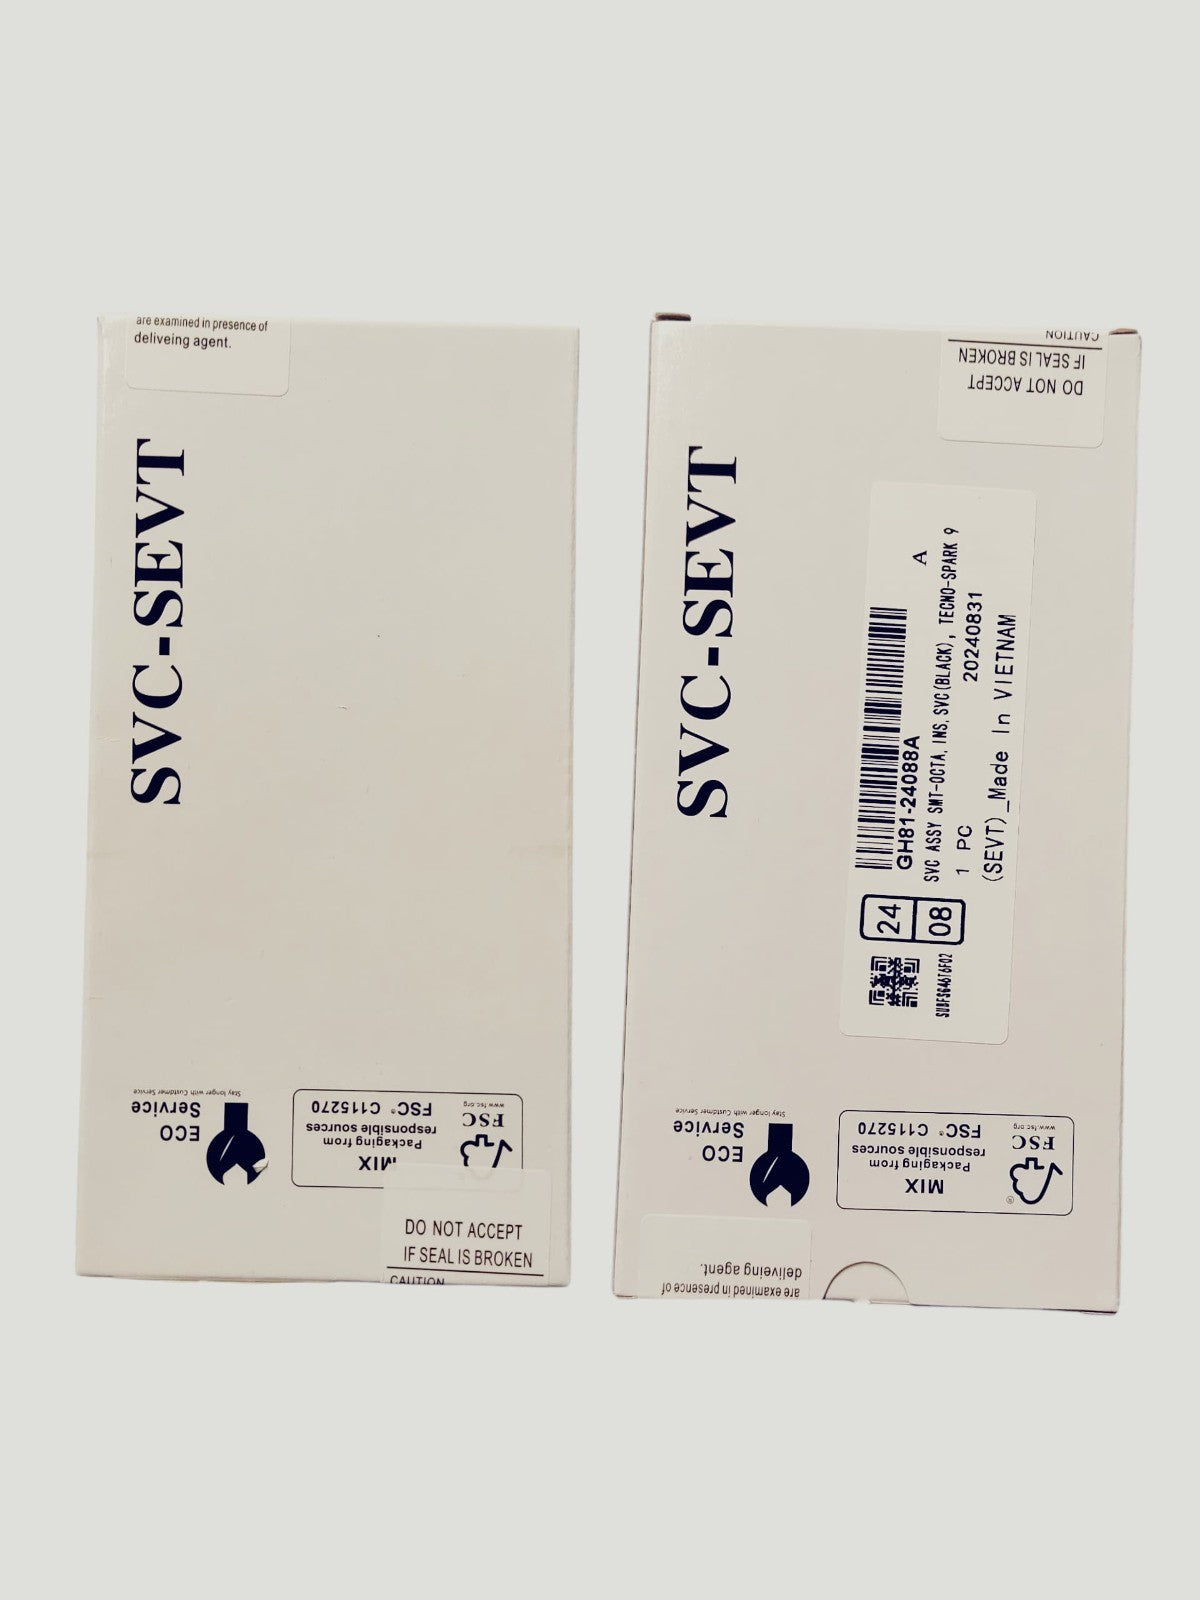 are examined in presence of
deliveing agent.
SVC-SEVT
Stay longer with Custdmer Service
ECO
Service
MIX
Packaging from
responsible sources
FSC® C115270
FSC
www.fsc.org
DO NOT ACCEPT
IF SEAL IS BROKEN
CAUTION
DO NOT ACCEPT
IF SEAL IS BROKEN
CAUTION
SVC-SEVT
A
GH81-24088A
SVC ASSY SMT-OCTA, INS, SVC(BLACK), TECNO-SPARK 9
1 PC 20240831
(SEVT)_Made In VIETNAM
24
08
ECO
Service
Stay longer with Customer Service
MIX
Packaging from
responsible sources
FSC® C115270
FSC
www.fsc.org
®
are examined in presence of
deliveing agent.